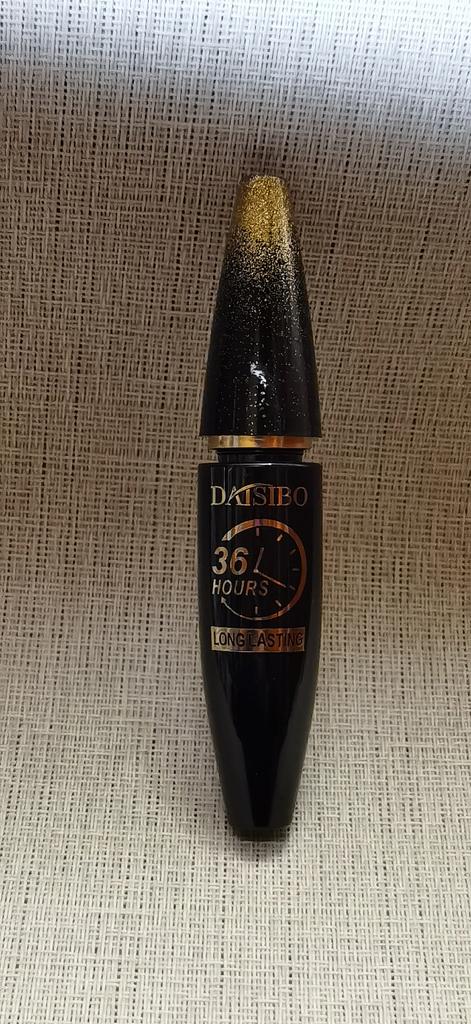 DAISIBO
36
HOURS
LONG LASTING